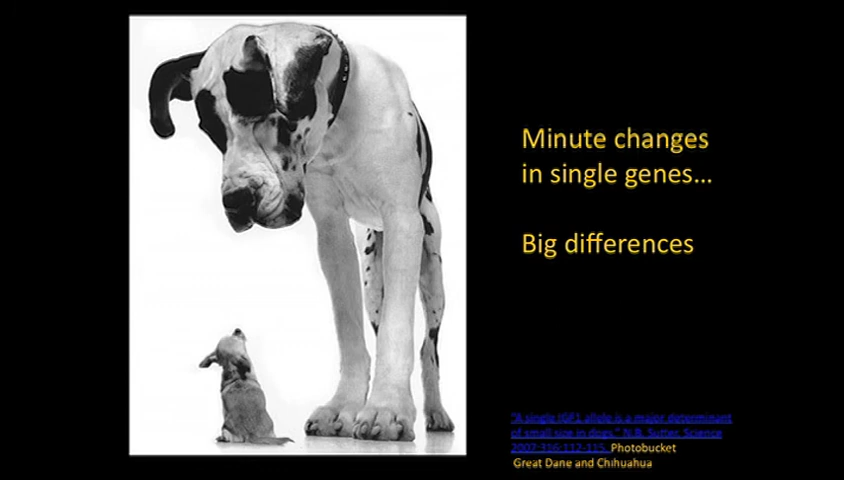 Minute changes
in single genes...
Big differences
"A single IGF1 allele is a major determinant
of small size in dogs." N.B. Sutter, Science
2007:316:112-115. Photobucket
Great Dane and Chihuahua